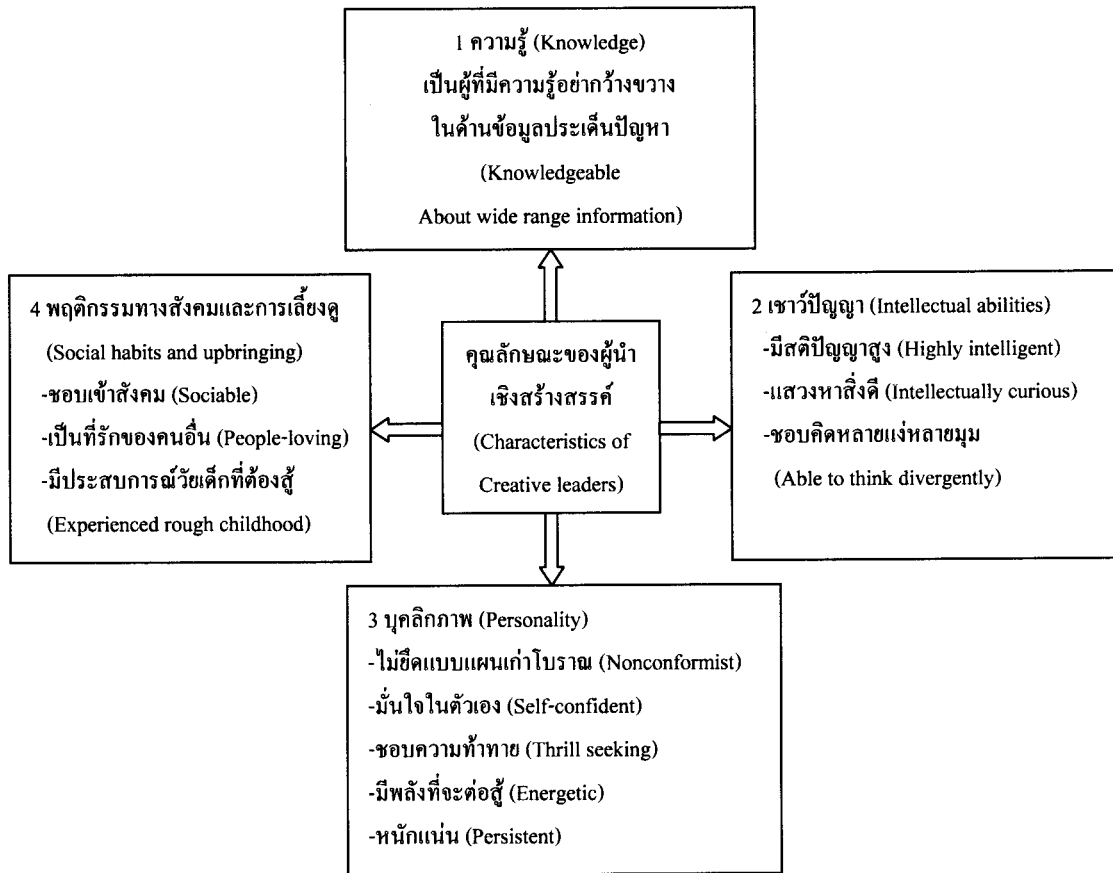 1 ความรู้ (Knowledge)
เป็นผู้ที่มีความรู้อย่ากว้างขวาง
ในด้านข้อมูลประเด็นปัญหา
(Knowledgeable
About wide range information)
4 พฤติกรรมทางสังคมและการเลี้ยงดู
(Social habits and upbringing)
-ชอบเข้าสังคม (Sociable)
-เป็นที่รักของคนอื่น (People-loving)
-มีประสบการณ์วัยเด็กที่ต้องสู้
(Experienced rough childhood)
คุณลักษณะของผู้นำ
เชิงสร้างสรรค์
(Characteristics of
Creative leaders)
2 เชาว์ปัญญา (Intellectual abilities)
-มีสติปัญญาสูง (Highly intelligent)
-แสวงหาสิ่งดี (Intellectually curious)
-ชอบคิดหลายแง่หลายมุม
(Able to think divergently)
3 บุคลิกภาพ (Personality)
-ไม่ยึดแบบแผนเก่าโบราณ (Nonconformist)
-มั่นใจในตัวเอง (Self-confident)
-ชอบความท้าทาย (Thrill seeking)
-มีพลังที่จะต่อสู้ (Energetic)
-หนักแน่น (Persistent)